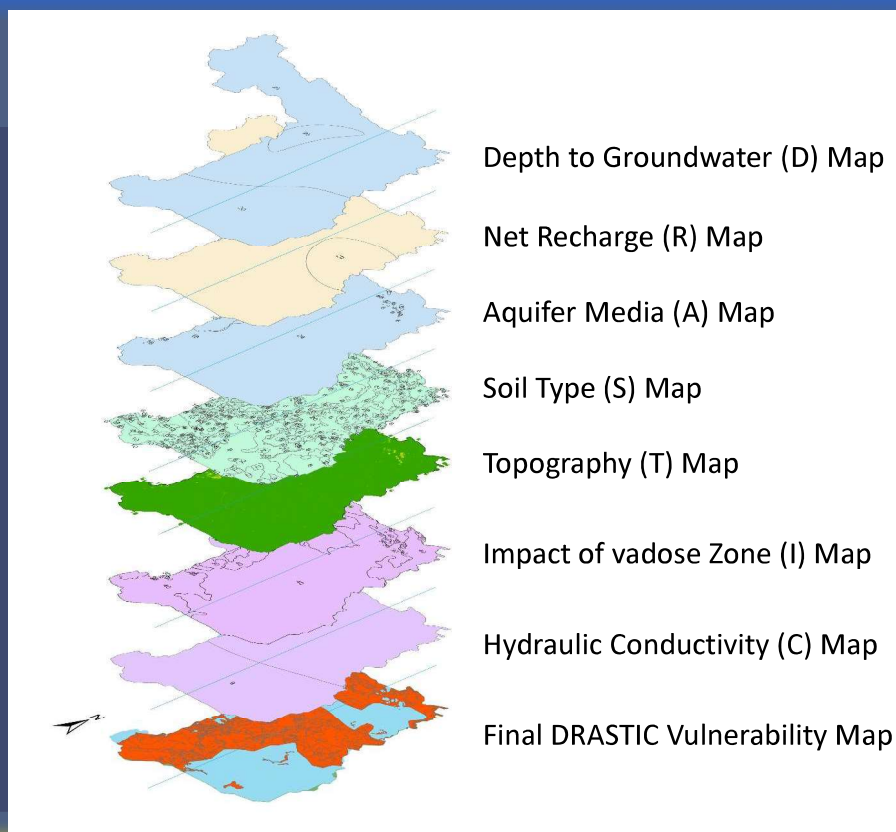 Depth to Groundwater (D) Map
Net Recharge (R) Map
Aquifer Media (A) Map
Soil Type (S) Map
Topography (T) Map
Impact of vadose Zone (I) Map
Hydraulic Conductivity (C) Map
Final DRASTIC Vulnerability Map